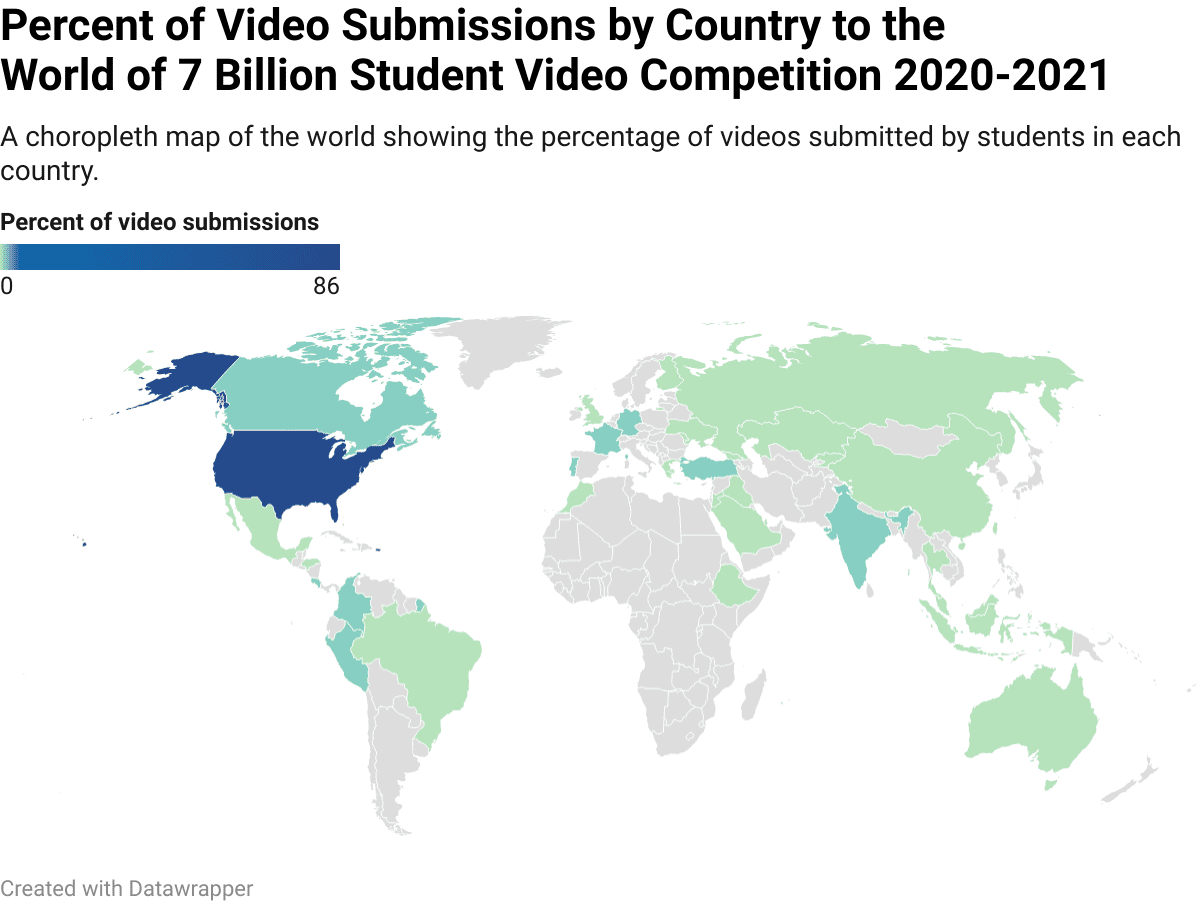 Percent of Video Submissions by Country to the
World of 7 Billion Student Video Competition 2020-2021
A choropleth map of the world showing the percentage of videos submitted by students in each
country.
Percent of video submissions
0 86
Created with Datawrapper